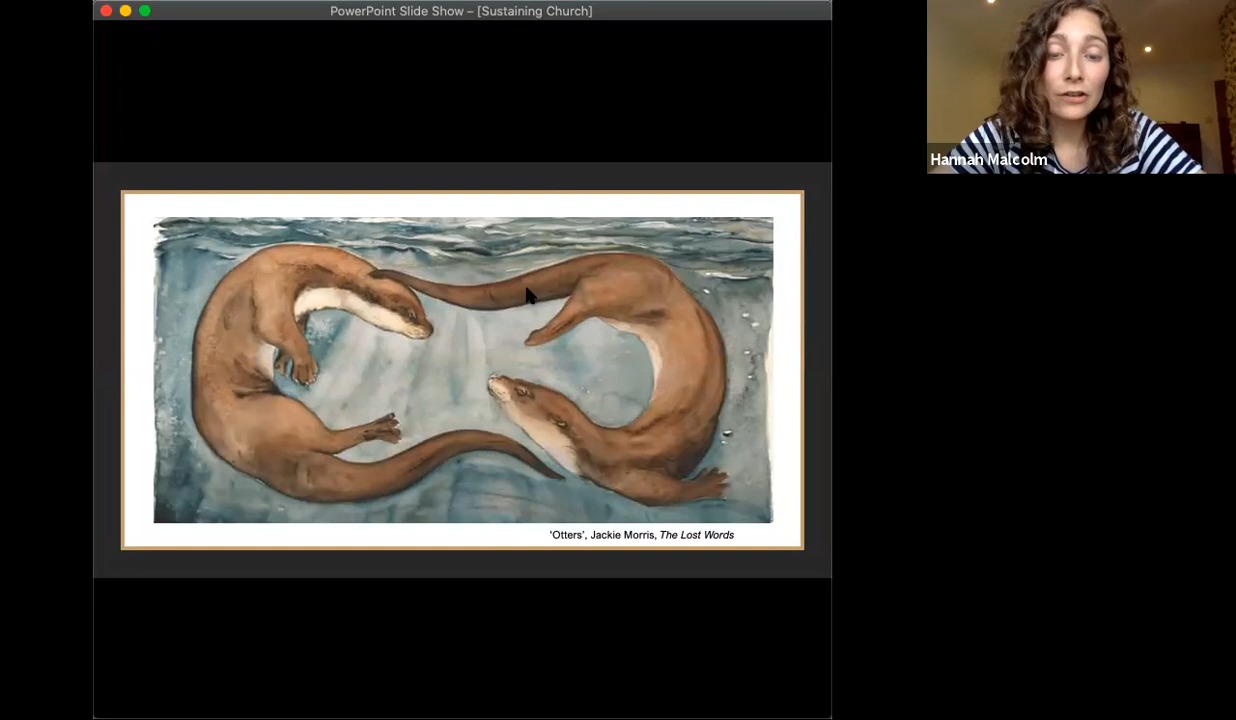 PowerPoint Slide Show – [Sustaining Church]
Hannah Malcolm
‘Otters’, Jackie Morris, The Lost Words